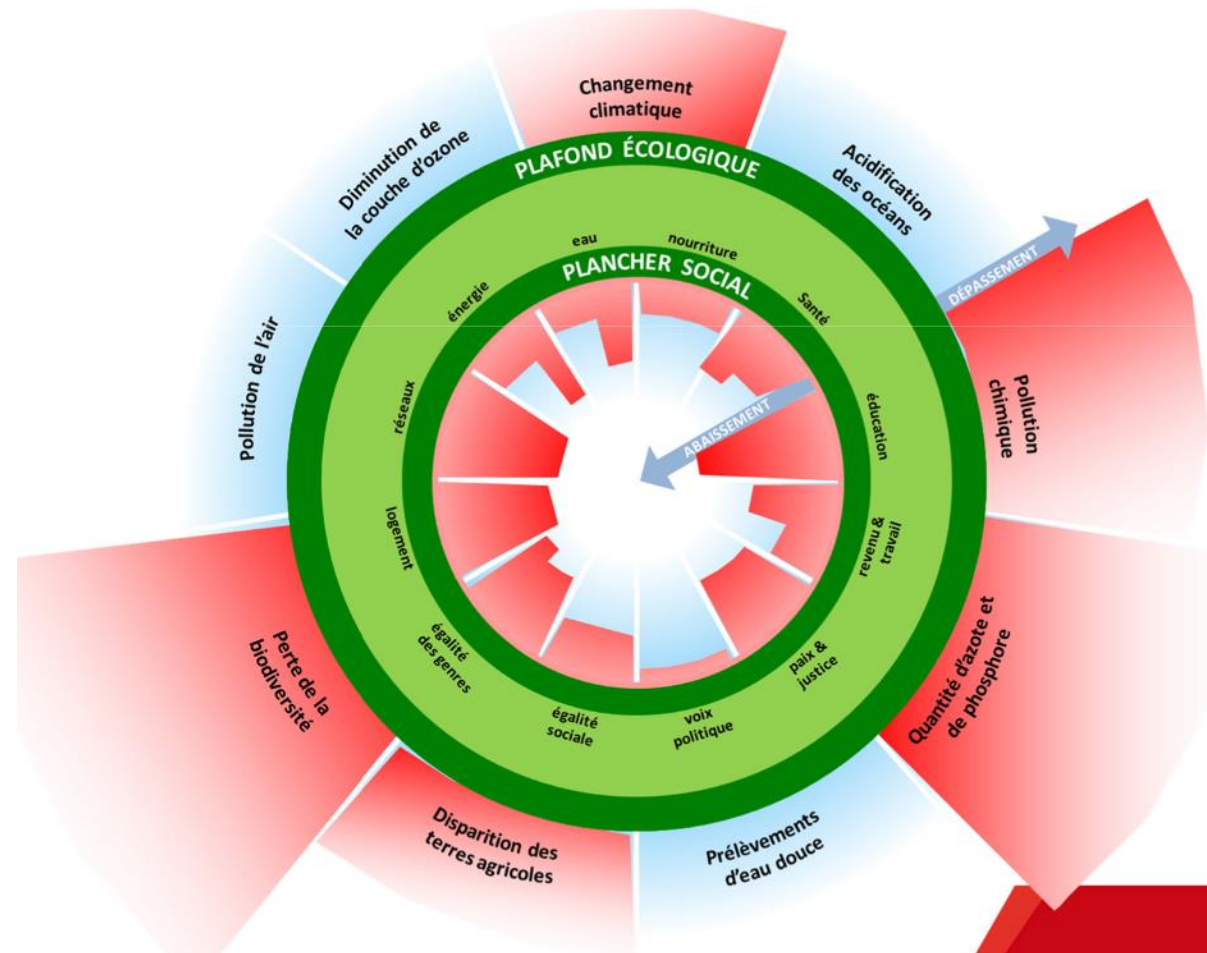 Changement
climatique
Acidification
des océans
DÉPASSEMENT
Pollution
chimique
Quantité d'azote et
de phosphore
Prélèvements
d'eau douce
Disparition des
terres agricoles
Perte de la
biodiversité
Pollution de l'air
Diminution de
la couche d'ozone
PLAFOND ÉCOLOGIQUE
eau
nourriture
Santé
éducation
revenu &
travail
paix &
justice
voix
politique
égalité
sociale
égalité
des genres
logement
réseaux
énergie
PLANCHER SOCIAL
ABAISSEMENT